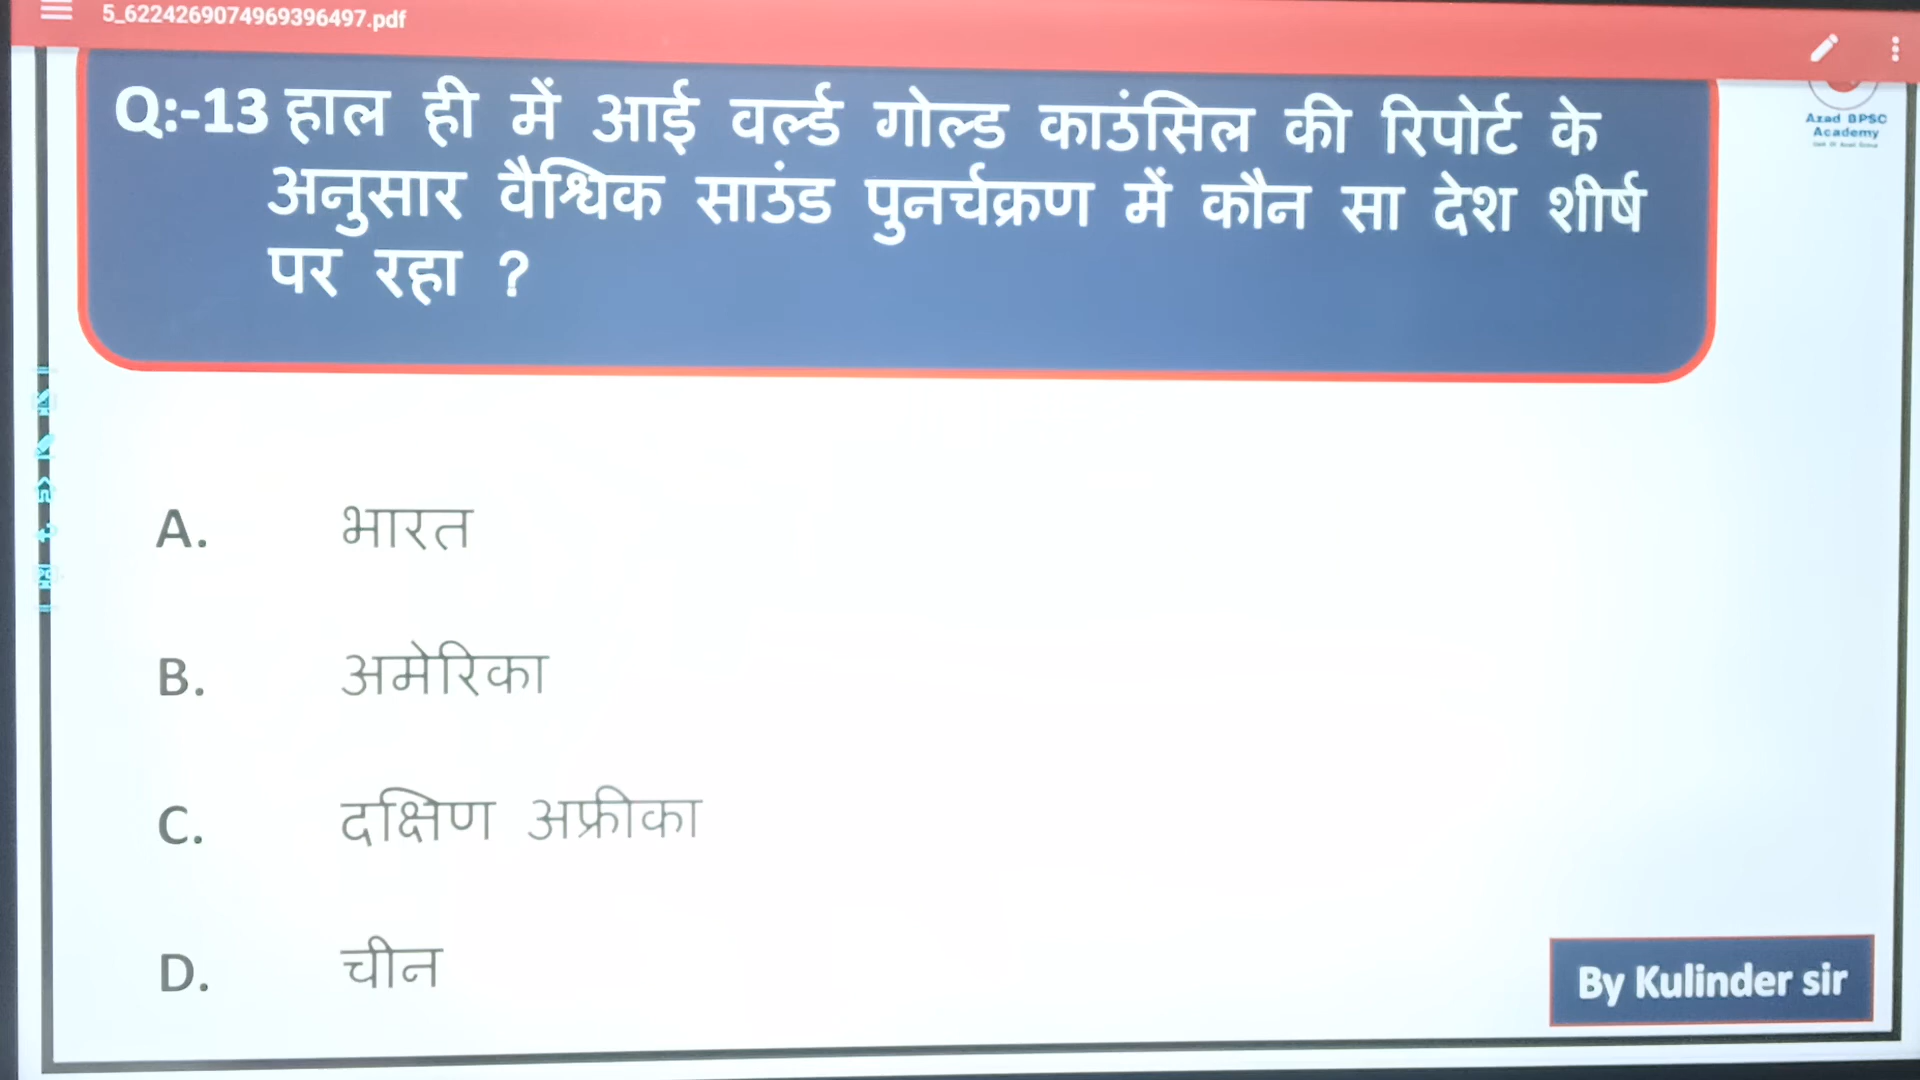 5_6224269074969396497.pdf
Q:-13 हाल ही में आई वर्ल्ड गोल्ड काउंसिल की रिपोर्ट के
अनुसार वैश्विक साउंड पुनर्चक्रण में कौन सा देश शीर्ष
पर रहा ?
Azad BPSC
Academy
A. भारत
B. अमेरिका
C. दक्षिण अफ्रीका
D. चीन
By Kulinder sir